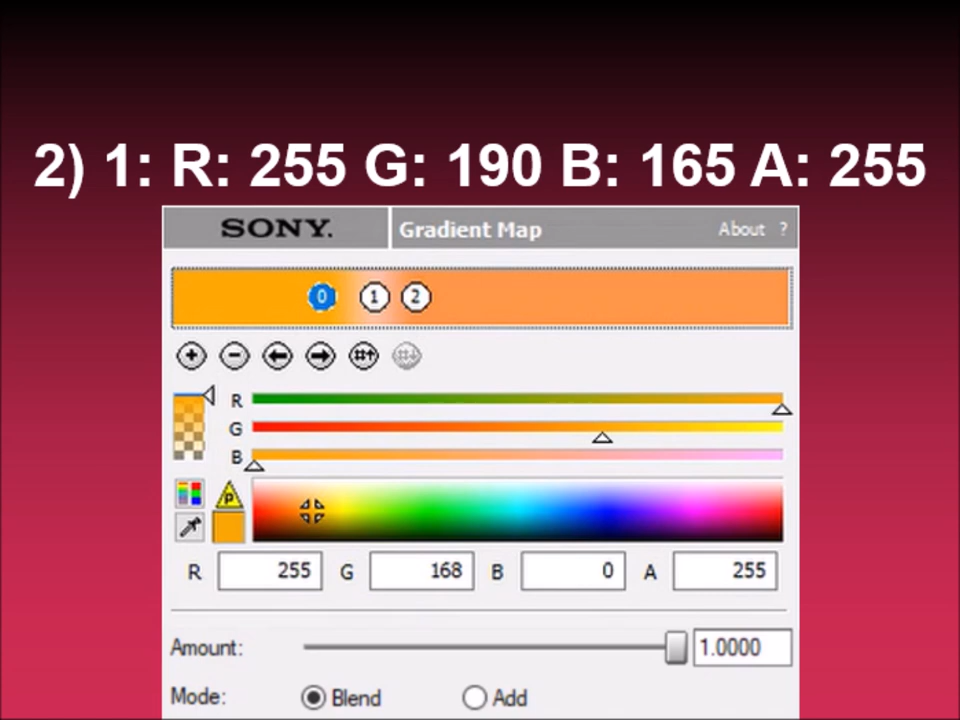 2) 1: R: 255 G: 190 B: 165 A: 255
SONY. Gradient Map About ?
0 1 2
R
G
B
P
R 255 G 168 B 0 A 255
Amount: 1.0000
Mode: Blend Add